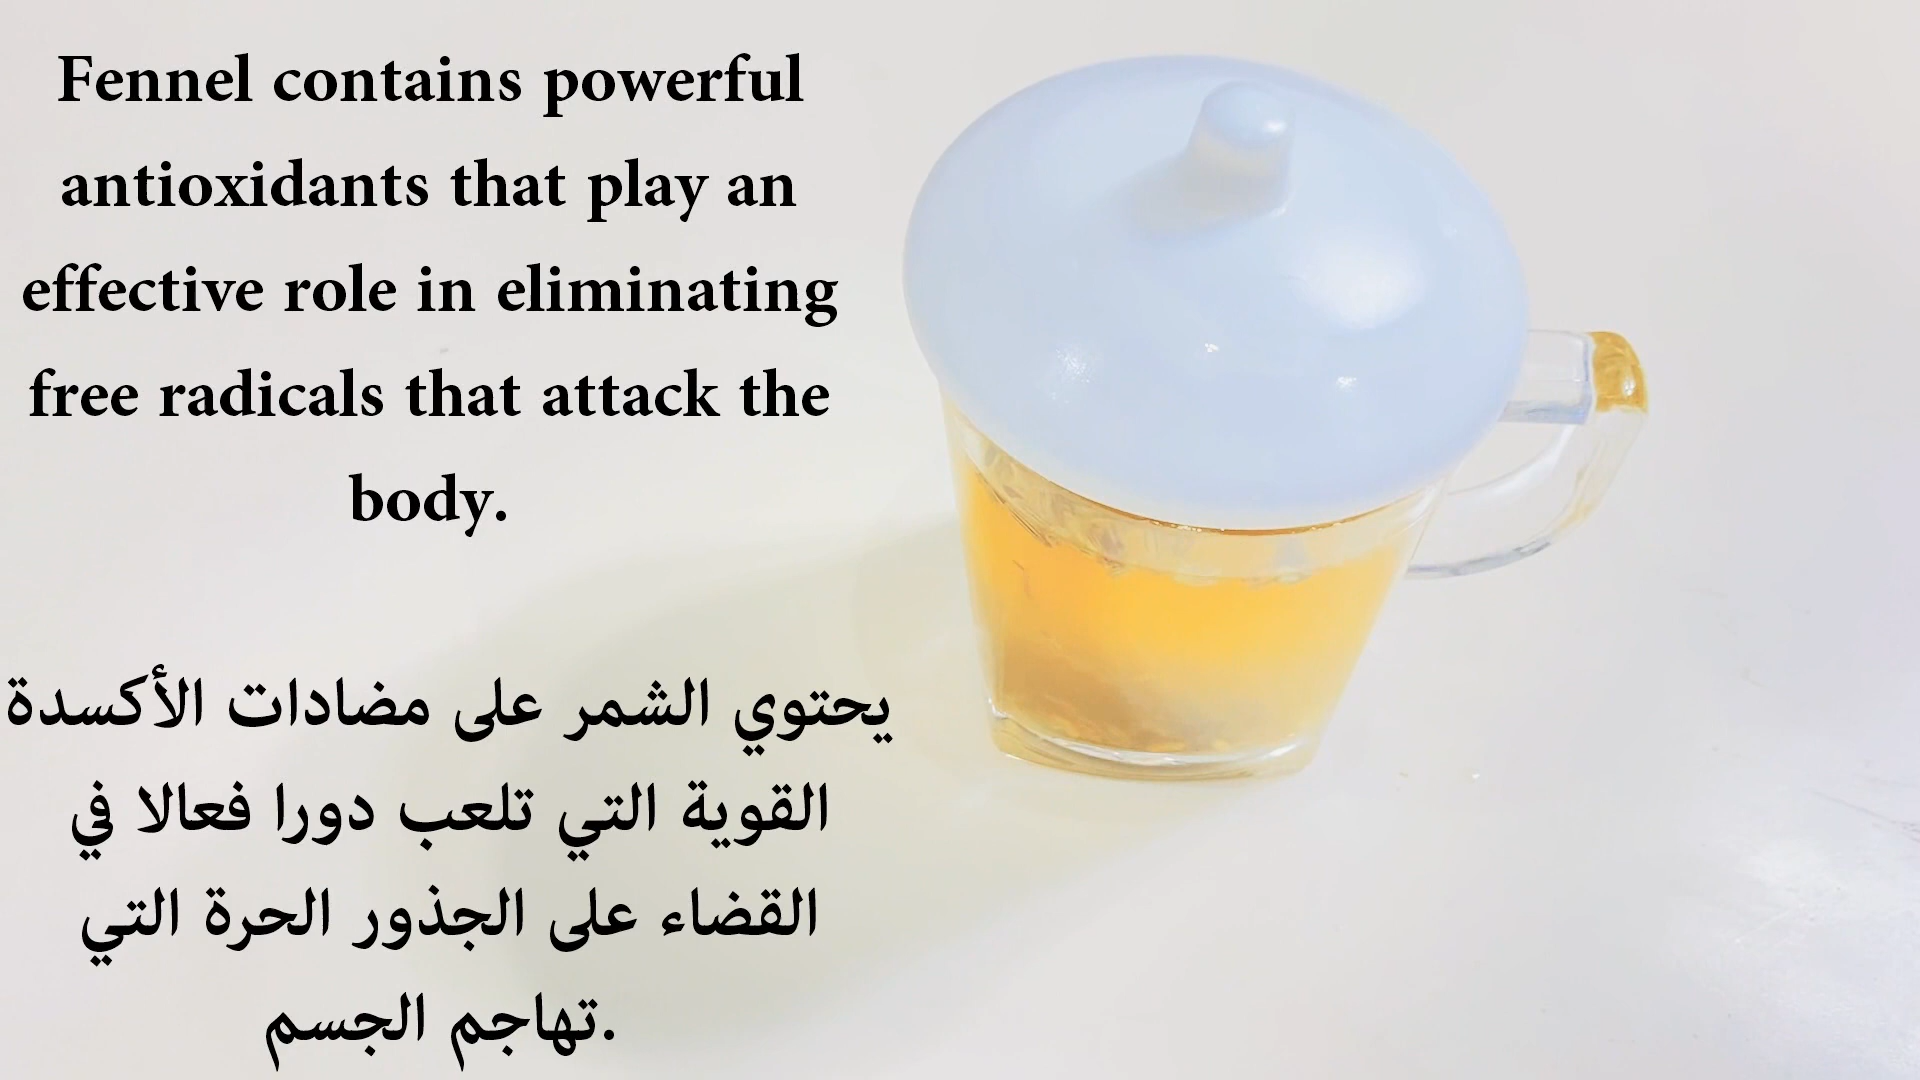 Fennel contains powerful
antioxidants that play an
effective role in eliminating
free radicals that attack the
body.
يحتوي الشمر على مضادات الأكسدة
القوية التي تلعب دورا فعالا في
القضاء على الجذور الحرة التي
.تهاجم الجسم